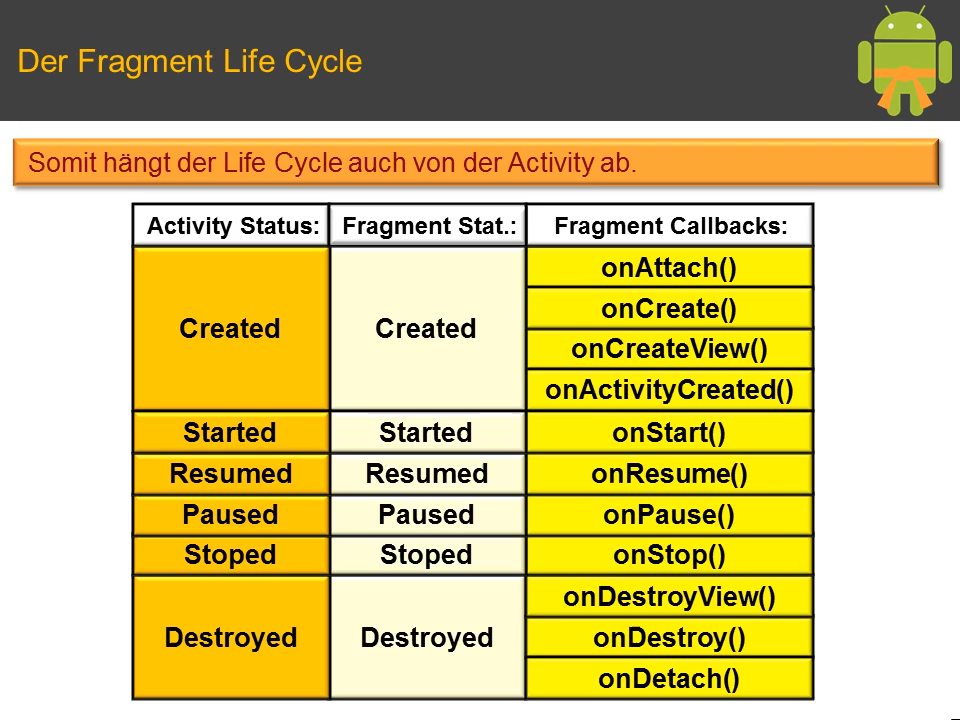 Der Fragment Life Cycle
Somit hängt der Life Cycle auch von der Activity ab.
Activity Status: Fragment Stat.: Fragment Callbacks:
Created Created
onAttach()
onCreate()
onCreateView()
onActivityCreated()
Started Started onStart()
Resumed Resumed onResume()
Paused Paused onPause()
Stoped Stoped onStop()
Destroyed Destroyed
onDestroyView()
onDestroy()
onDetach()